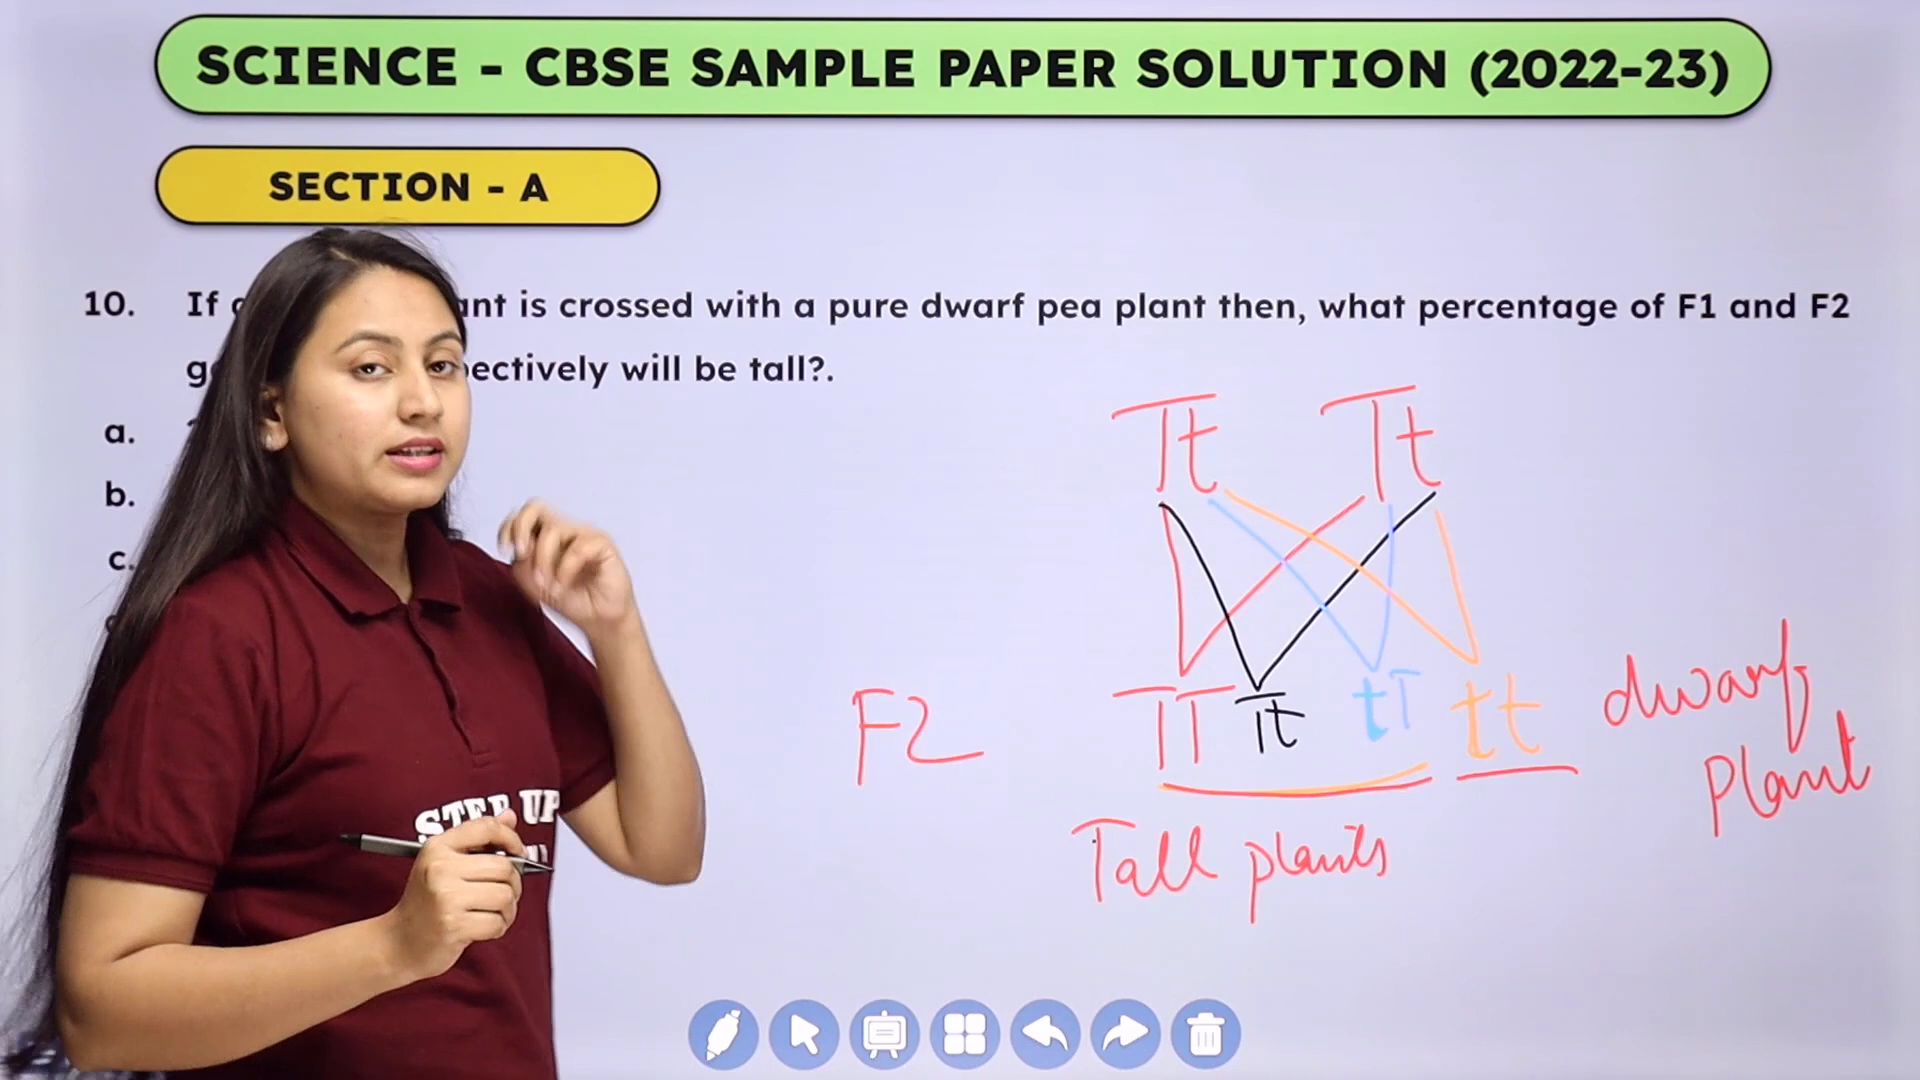 SCIENCE - CBSE SAMPLE PAPER SOLUTION (2022-23)
SECTION - A
10. If is crossed with a pure dwarf pea plant then, what percentage of F1 and F2
will be tall?.
a.
b.
c.
Tt Tt
F2 TT Tt tT tt dwarf
plant
Tall plants
STEP UP